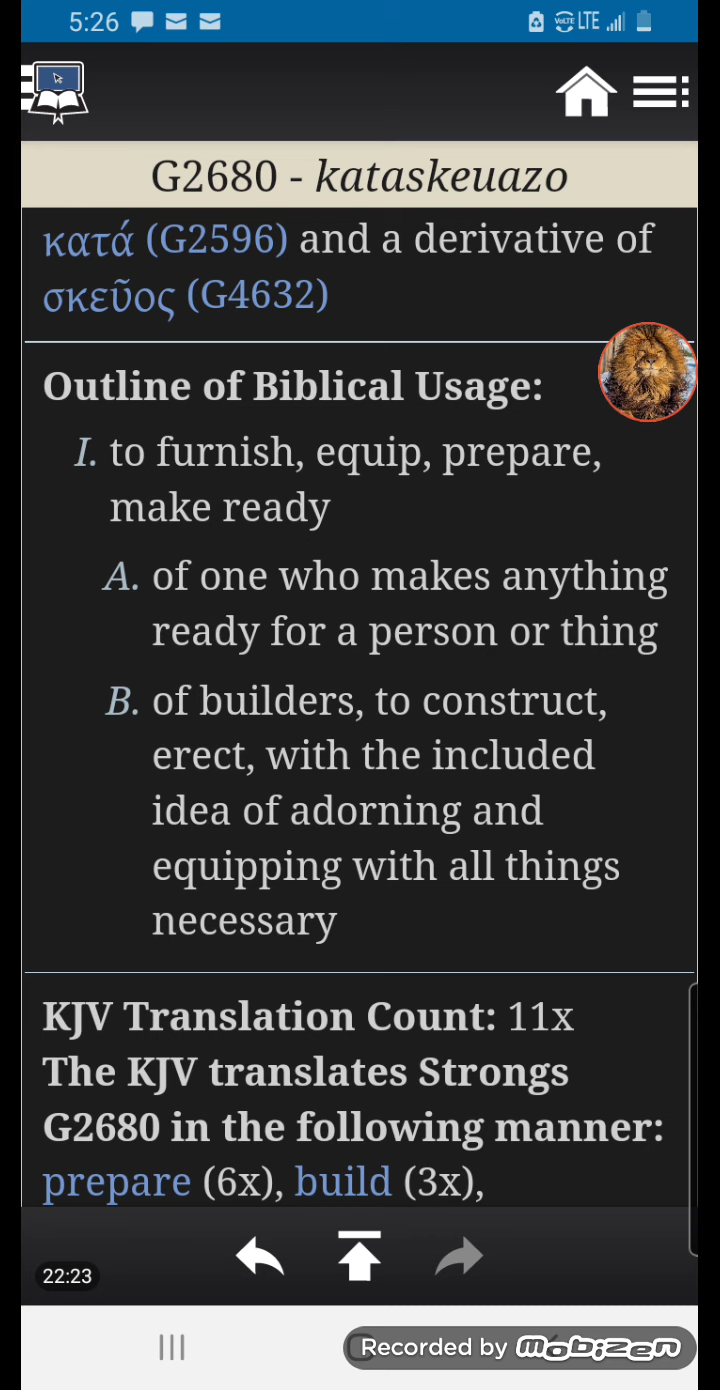 5:26 VoLTE LTE
G2680 - kataskeuazo
κατά (G2596) and a derivative of
σκεῦος (G4632)
Outline of Biblical Usage:
I. to furnish, equip, prepare,
make ready
A. of one who makes anything
ready for a person or thing
B. of builders, to construct,
erect, with the included
idea of adorning and
equipping with all things
necessary
KJV Translation Count: 11x
The KJV translates Strongs
G2680 in the following manner:
prepare (6x), build (3x),
22:23
Recorded by mobizen